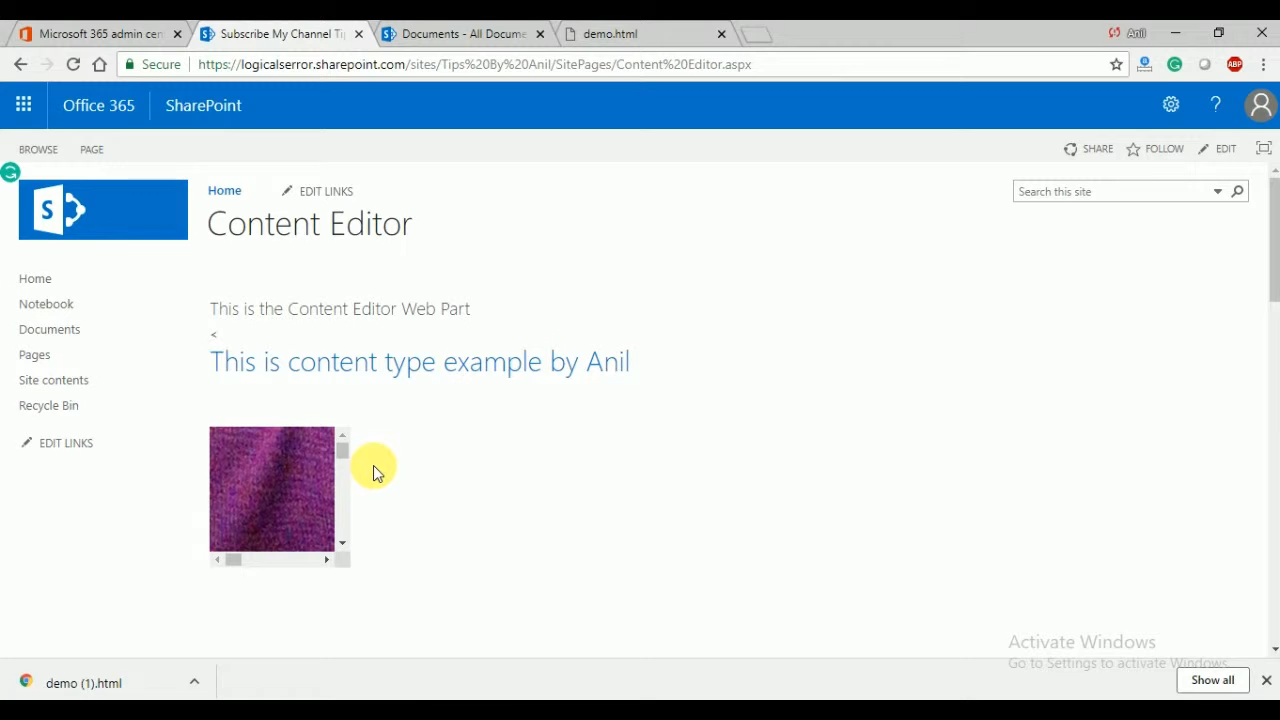 Microsoft 365 admin cen
Subscribe My Channel Ti
Documents - All Docume
demo.html
Anil
Secure
https://logicalserror.sharepoint.com/sites/Tips%20By%20Anil/SitePages/Content%20Editor.aspx
ABP
Office 365
SharePoint
?
BROWSE
PAGE
SHARE
FOLLOW
EDIT
S
Home
EDIT LINKS
Search this site
Content Editor
Home
Notebook
Documents
Pages
Site contents
Recycle Bin
EDIT LINKS
This is the Content Editor Web Part
<
This is content type example by Anil
Activate Windows
Go to Settings to activate Windows.
demo (1).html
Show all